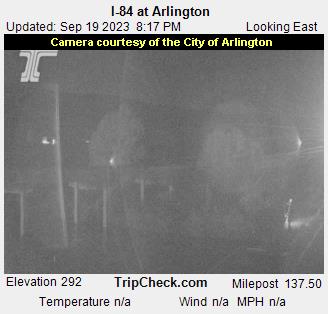 I-84 at Arlington
Updated: Sep 19 2023 8:17 PM Looking East
Camera courtesy of the City of Arlington
Elevation 292 TripCheck.com Milepost 137.50
Temperature n/a Wind n/a MPH n/a